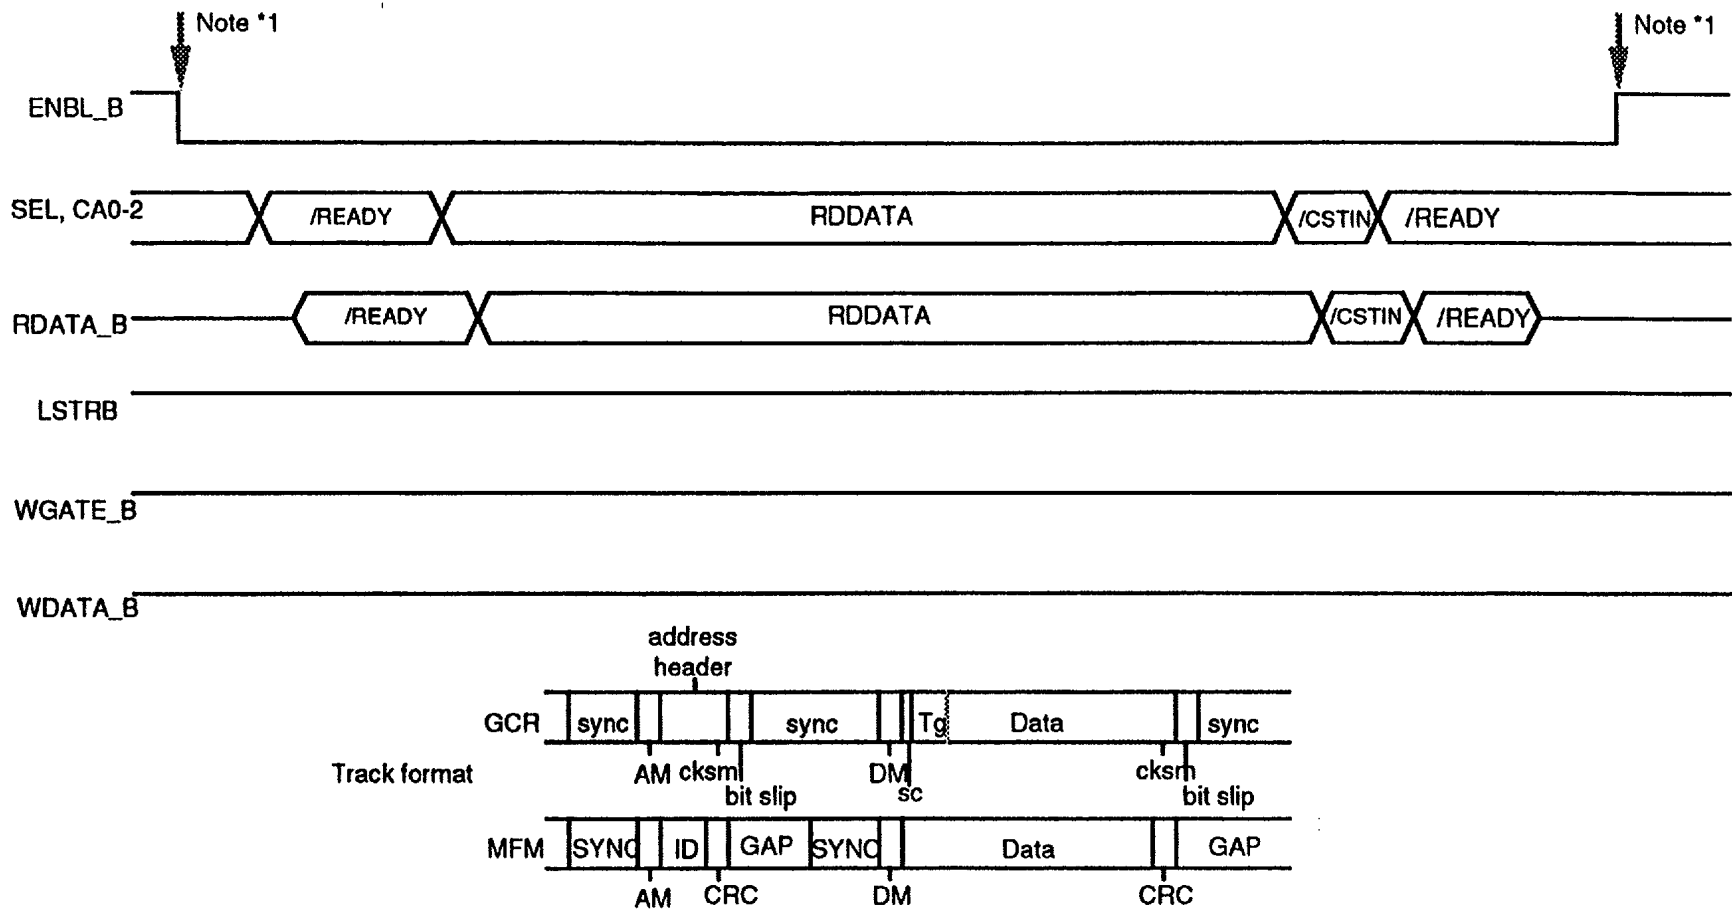 Note *1
Note *1
ENBL_B
SEL, CA0-2
/READY
RDDATA
/CSTIN
/READY
RDATA_B
/READY
RDDATA
/CSTIN
/READY
LSTRB
WGATE_B
WDATA_B
address
header
GCR
sync
sync
Tg
Data
sync
Track format
AM
cksm
DM
cksm
bit slip
sc
bit slip
MFM
SYNC
ID
GAP
SYNC
Data
GAP
AM
CRC
DM
CRC